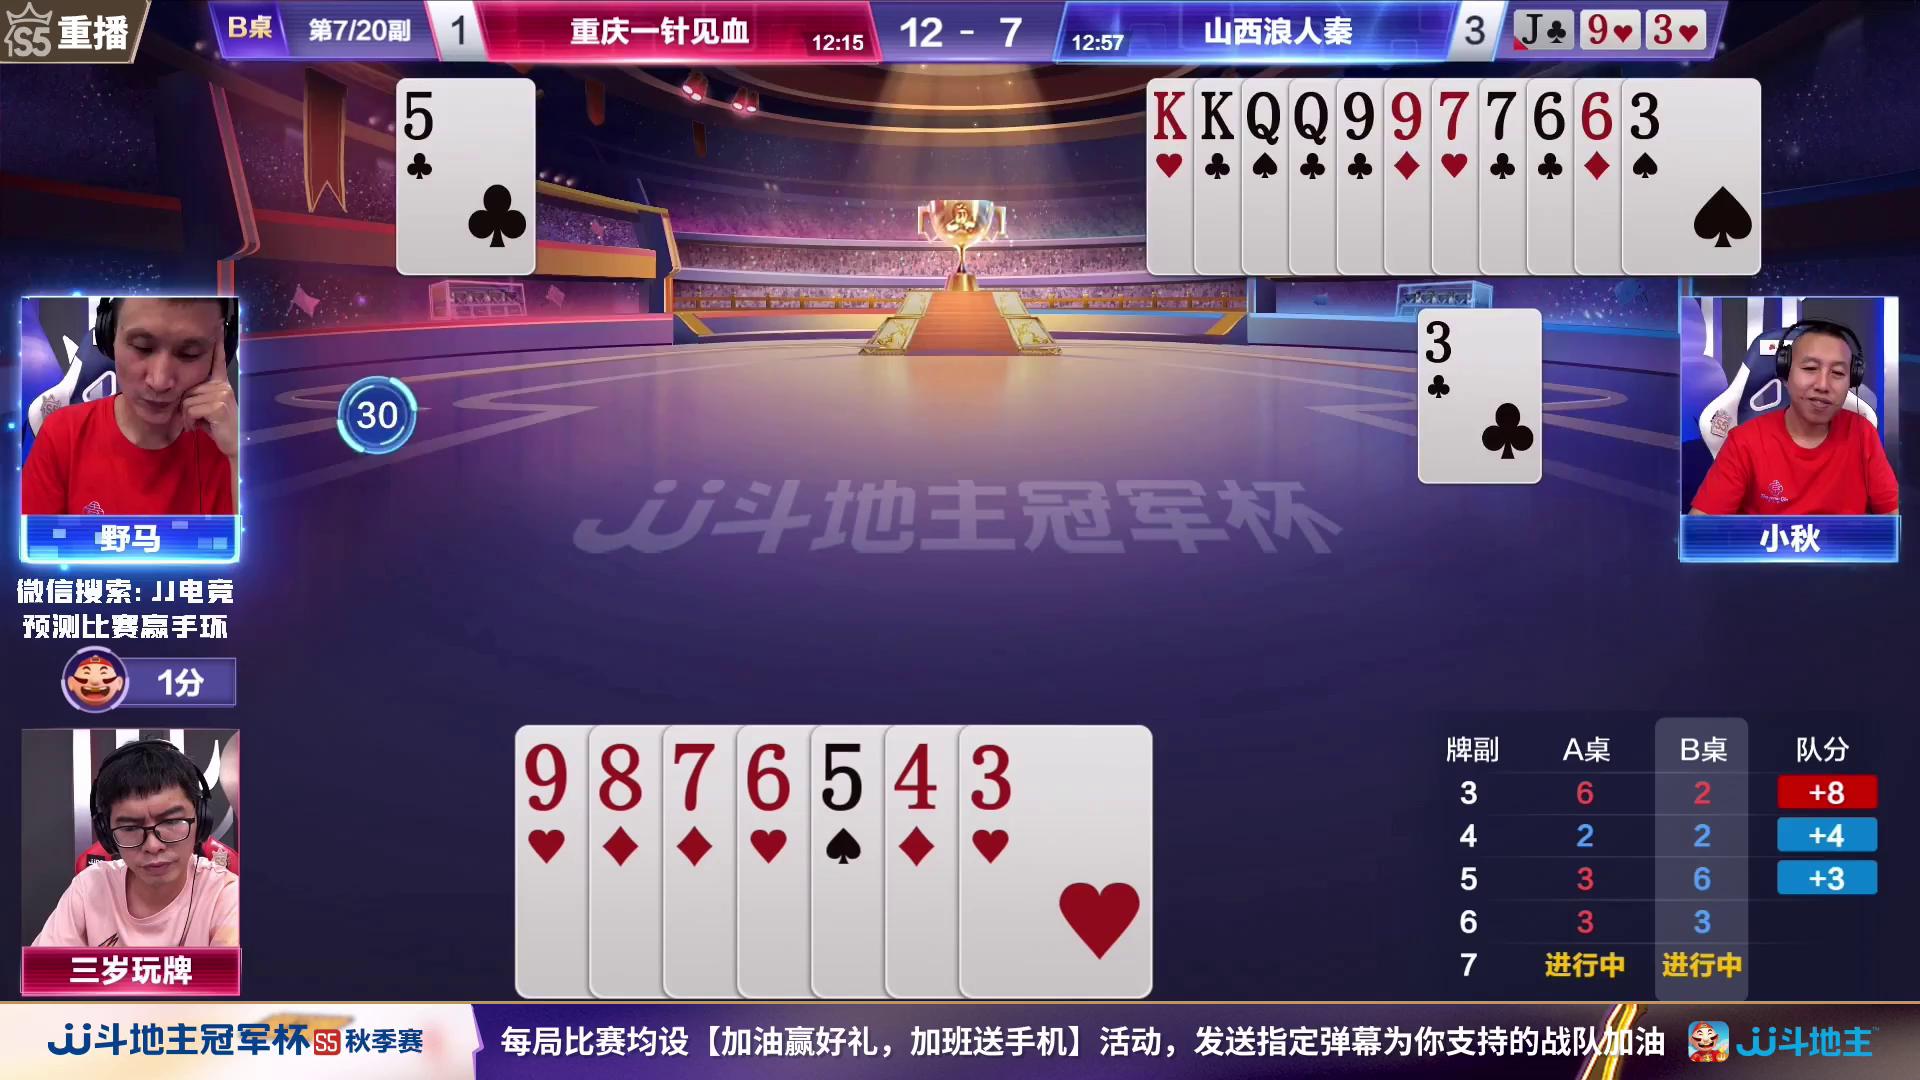 S5 重播
B桌 第7/20副 1 重庆一针见血 12:15 12 - 7 12:57 山西浪人秦 3 J♣ 9♥ 3♥
5♣
K♥ K♣ Q♠ Q♣ 9♣ 9♦ 7♥ 7♣ 6♣ 6♦ 3♠
3♣
30
JJ斗地主冠军杯
野马
小秋
微信搜索: JJ电竞
预测比赛赢手环
1分
9♥ 8♦ 7♦ 6♥ 5♠ 4♦ 3♥
三岁玩牌
牌副 A桌 B桌 队分
3 6 2 +8
4 2 2 +4
5 3 6 +3
6 3 3
7 进行中 进行中
JJ斗地主冠军杯 S5 秋季赛
每局比赛均设【加油赢好礼，加班送手机】活动，发送指定弹幕为你支持的战队加油
JJ斗地主